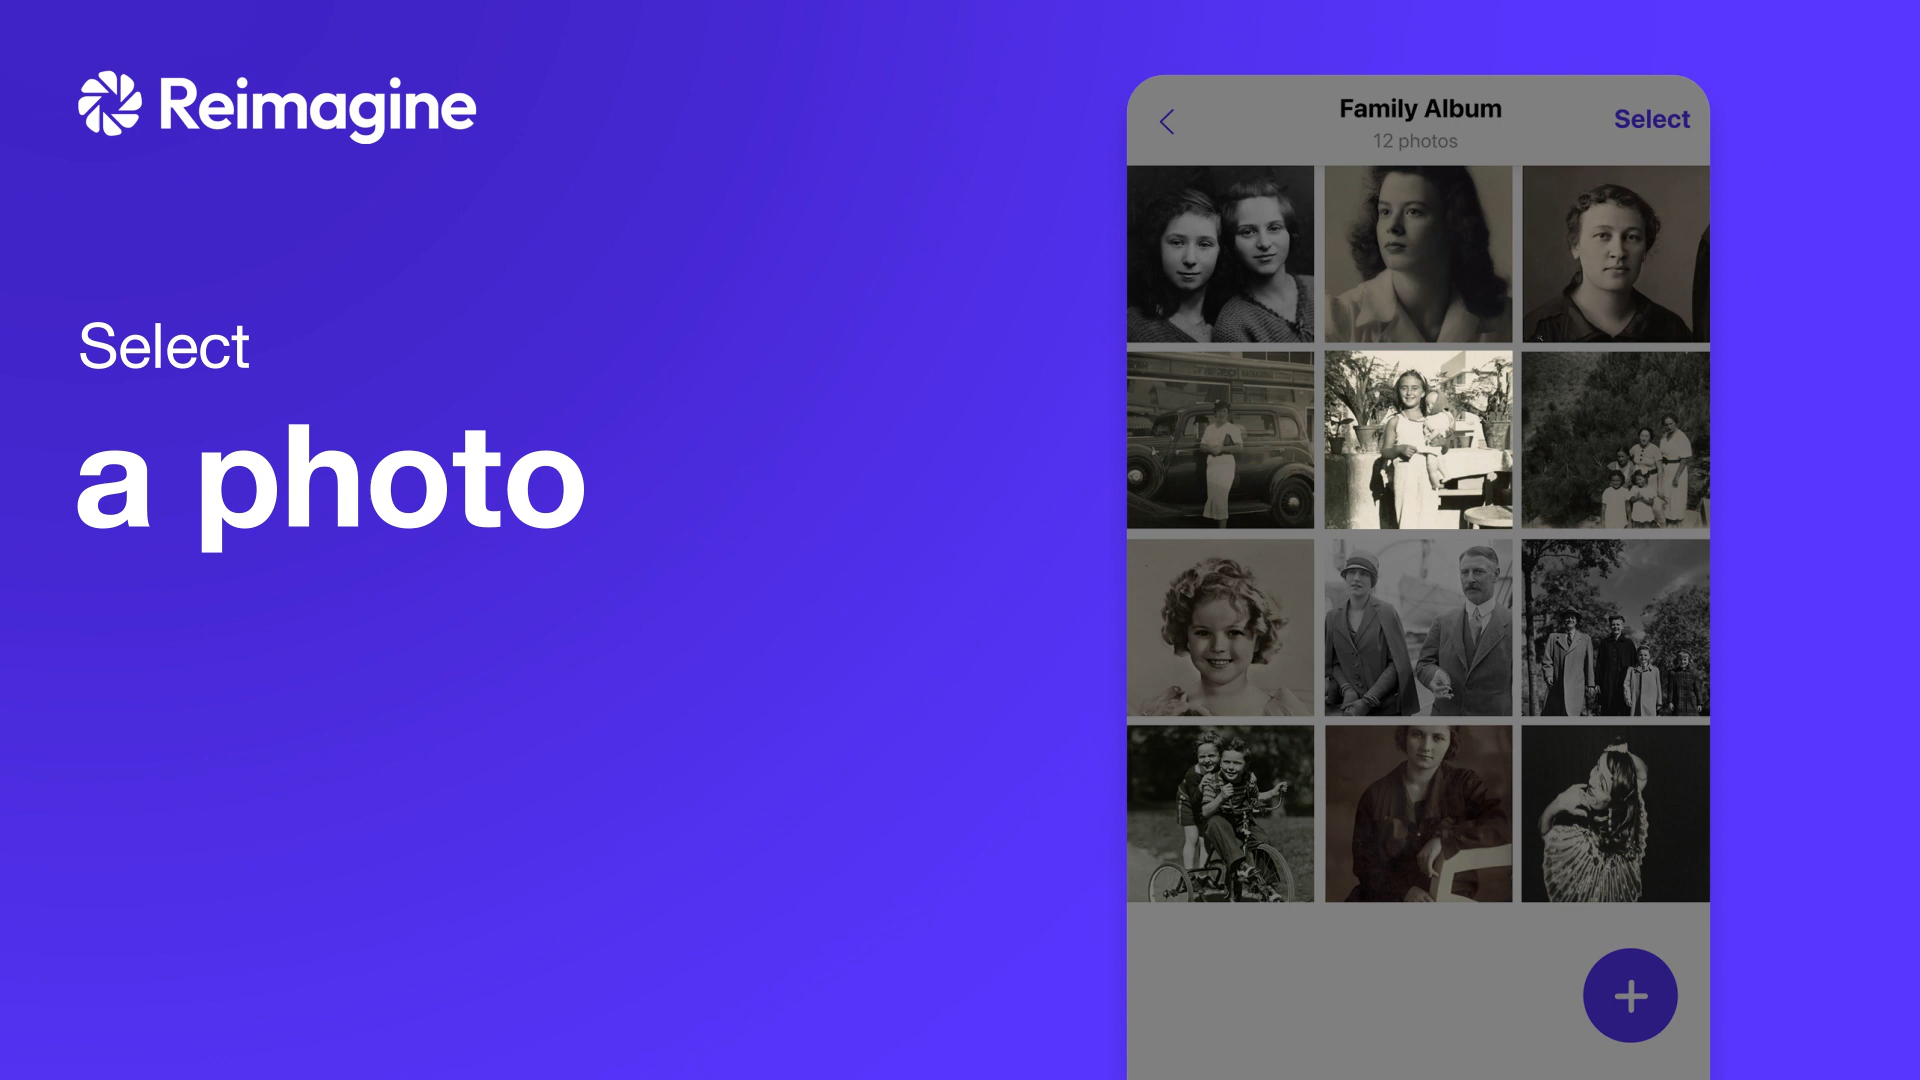 Reimagine
Select
a photo
Family Album
12 photos
Select